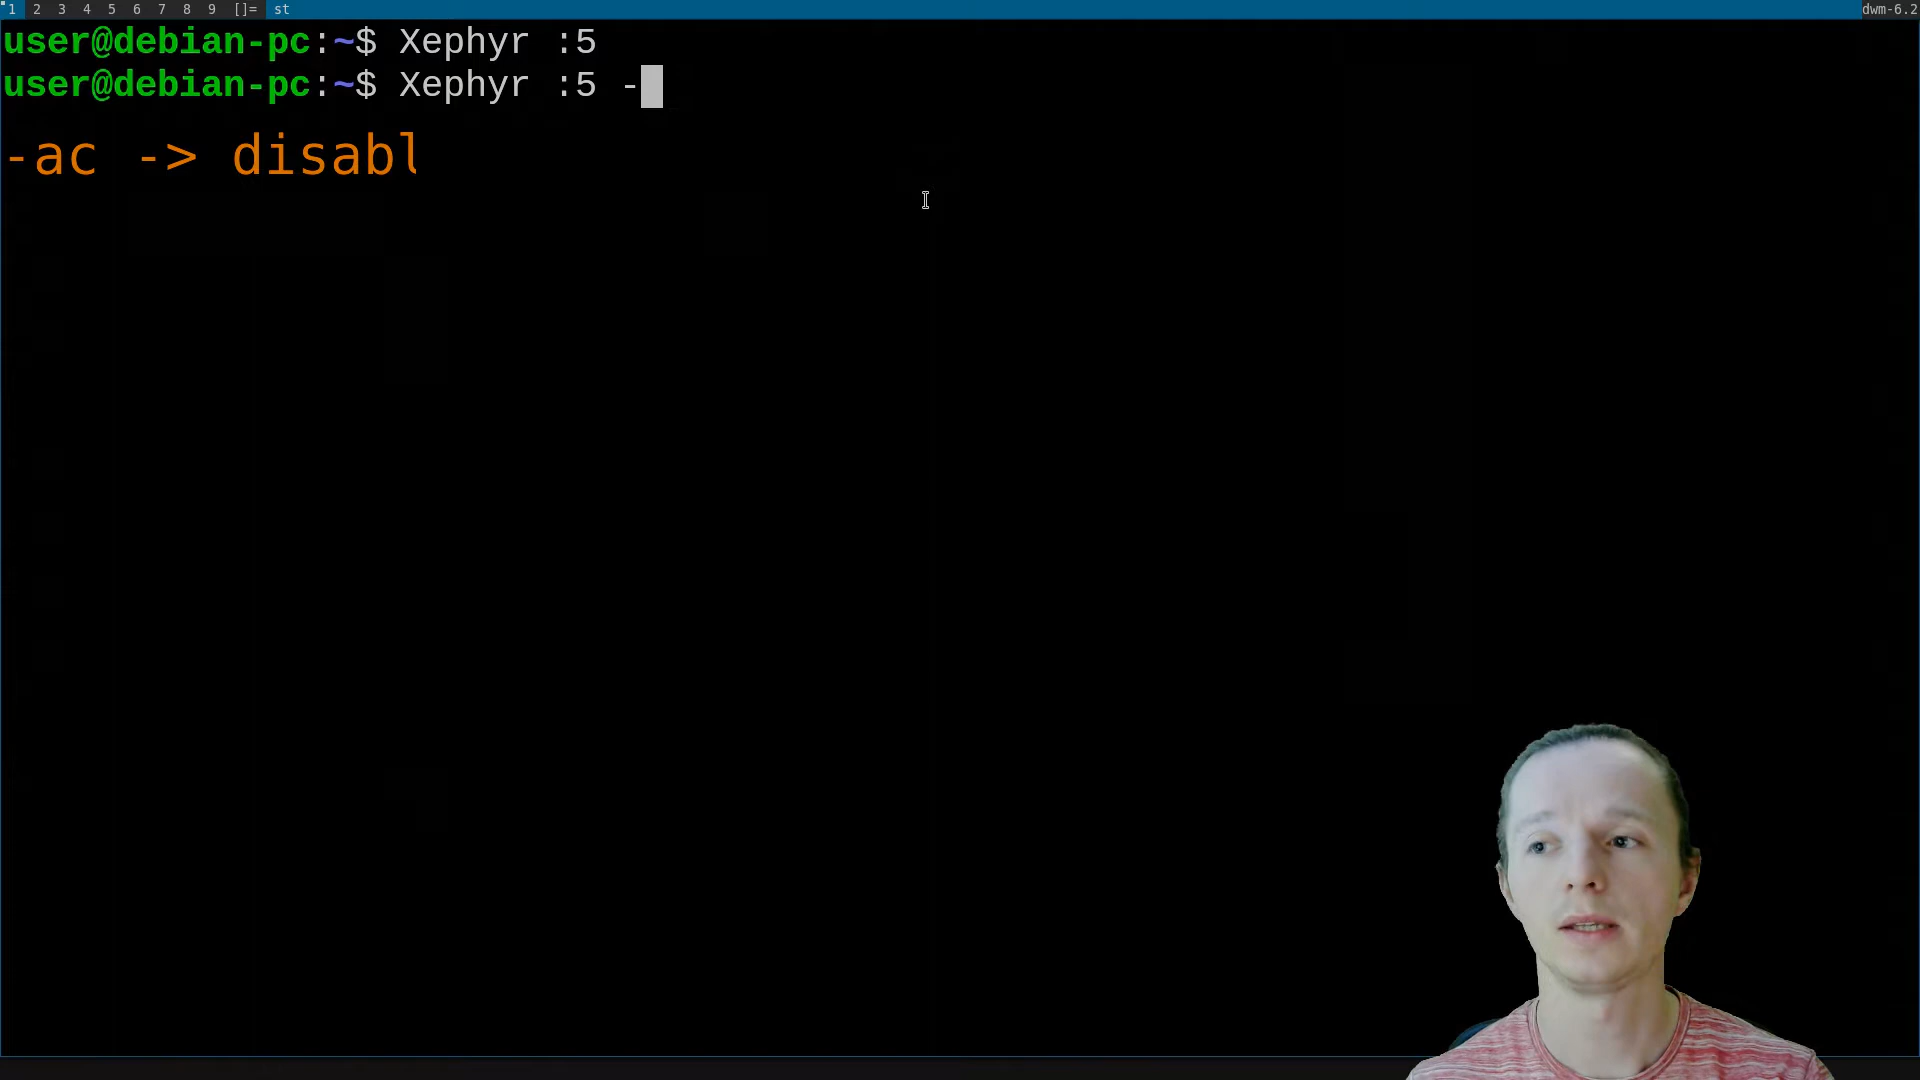 1 2 3 4 5 6 7 8 9 []= st dwm-6.2
user@debian-pc:~$ Xephyr :5
user@debian-pc:~$ Xephyr :5 -
-ac -> disabl